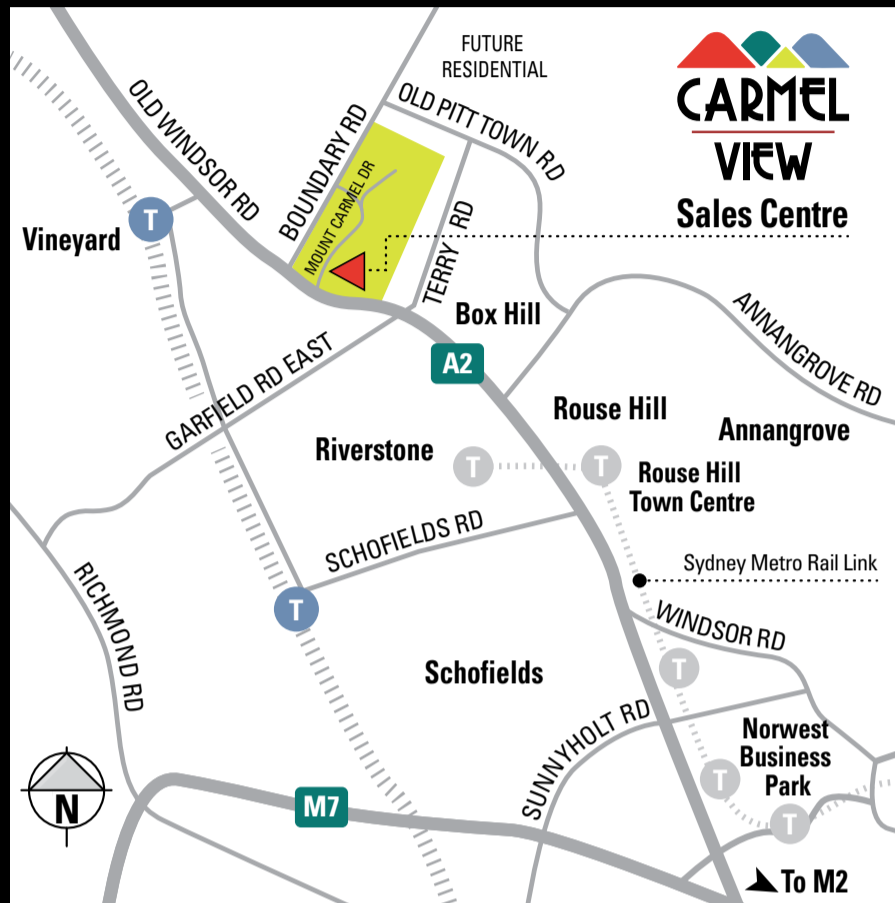 FUTURE
RESIDENTIAL
CARMEL
VIEW
Sales Centre
OLD WINDSOR RD
BOUNDARY RD
OLD PITT TOWN RD
MOUNT CARMEL DR
TERRY RD
T
Vineyard
Box Hill
ANNANGROVE RD
A2
GARFIELD RD EAST
Rouse Hill
Annangrove
Riverstone
T
T
Rouse Hill
Town Centre
SCHOFIELDS RD
Sydney Metro Rail Link
RICHMOND RD
T
WINDSOR RD
Schofields
T
SUNNYHOLT RD
Norwest
Business
Park
T
T
N
M7
To M2